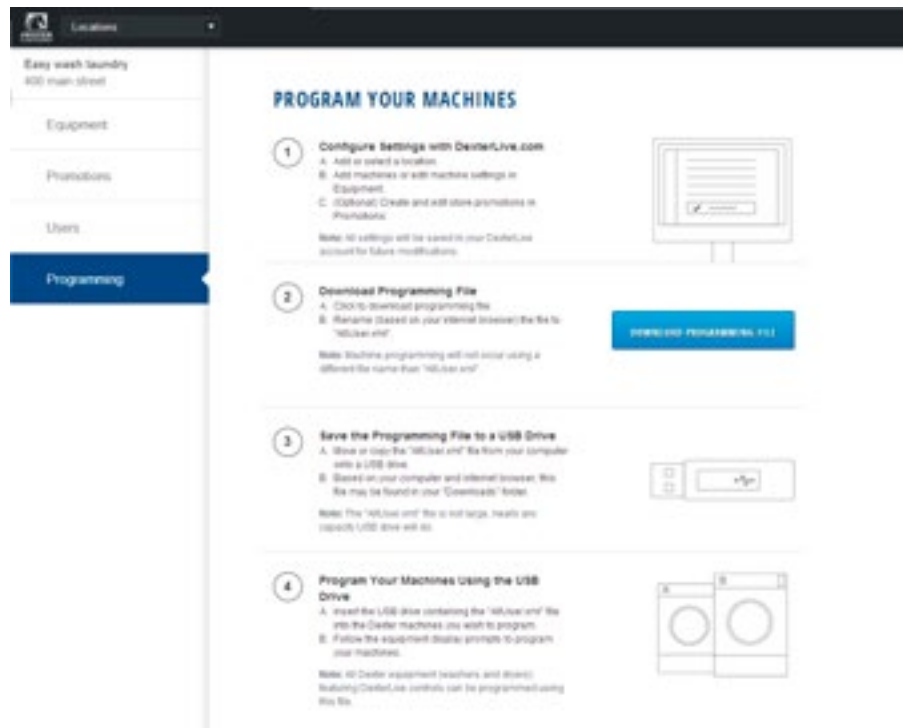 Locations
Easy wash laundry
400 main street
Equipment
Promotions
Users
Programming
PROGRAM YOUR MACHINES
1
Configure Settings with DexterLive.com
A. Add or select a location.
B. Add machines or edit machine settings in
Equipment.
C. (Optional) Create and edit store promotions in
Promotions.
Note: All settings will be saved in your DexterLive
account for future modifications.
2
Download Programming File
A. Click to download programming file.
B. Rename (based on your internet browser) the file to
"AllUser.xml".
Note: Machine programming will not occur using a
different file name than "AllUser.xml".
DOWNLOAD PROGRAMMING FILE
3
Save the Programming File to a USB Drive
A. Move or copy the "AllUser.xml" file from your computer
onto a USB drive.
B. Based on your computer and internet browser, this
file may be found in your "Downloads" folder.
Note: The "AllUser.xml" file is not large, nearly any
capacity USB drive will do.
4
Program Your Machines Using the USB
Drive
A. Insert the USB drive containing the "AllUser.xml" file
into the Dexter machines you wish to program.
B. Follow the equipment display prompts to program
your machines.
Note: All Dexter equipment (washers and dryers)
featuring DexterLive controls can be programmed using
this file.